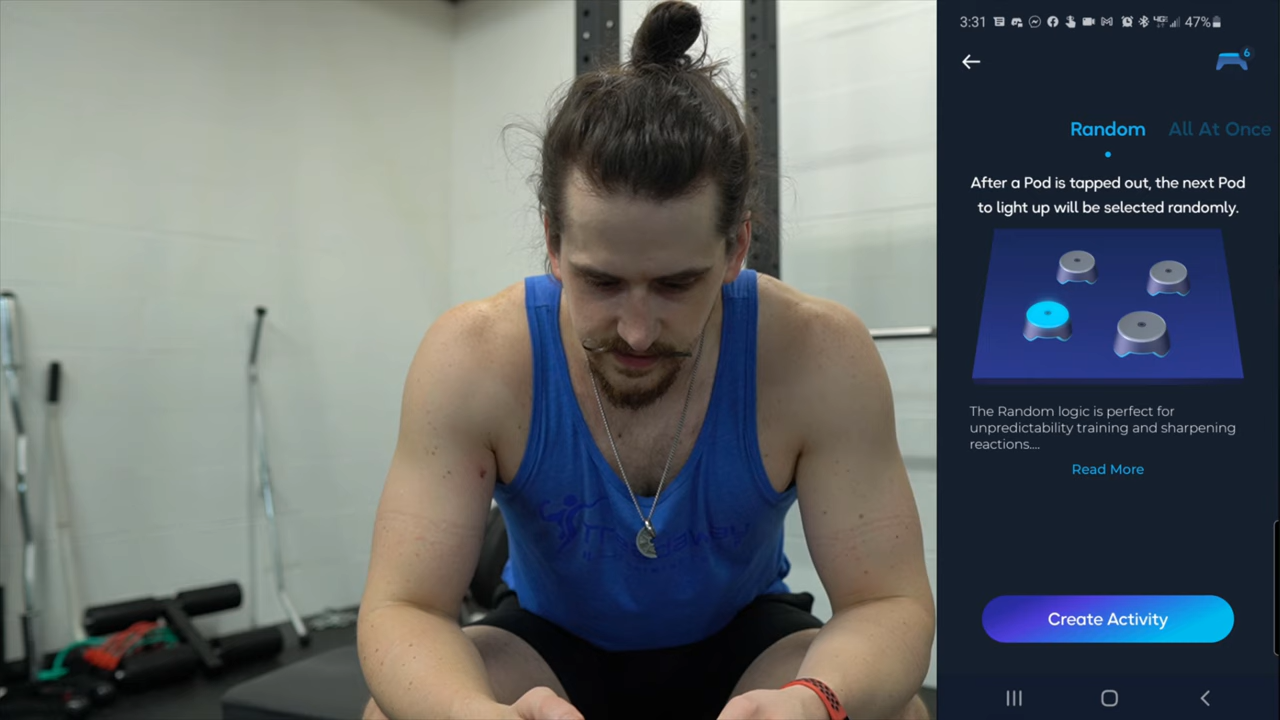 3:31
47%
6
Random
All At Once
After a Pod is tapped out, the next Pod
to light up will be selected randomly.
The Random logic is perfect for
unpredictability training and sharpening
reactions....
Read More
Create Activity